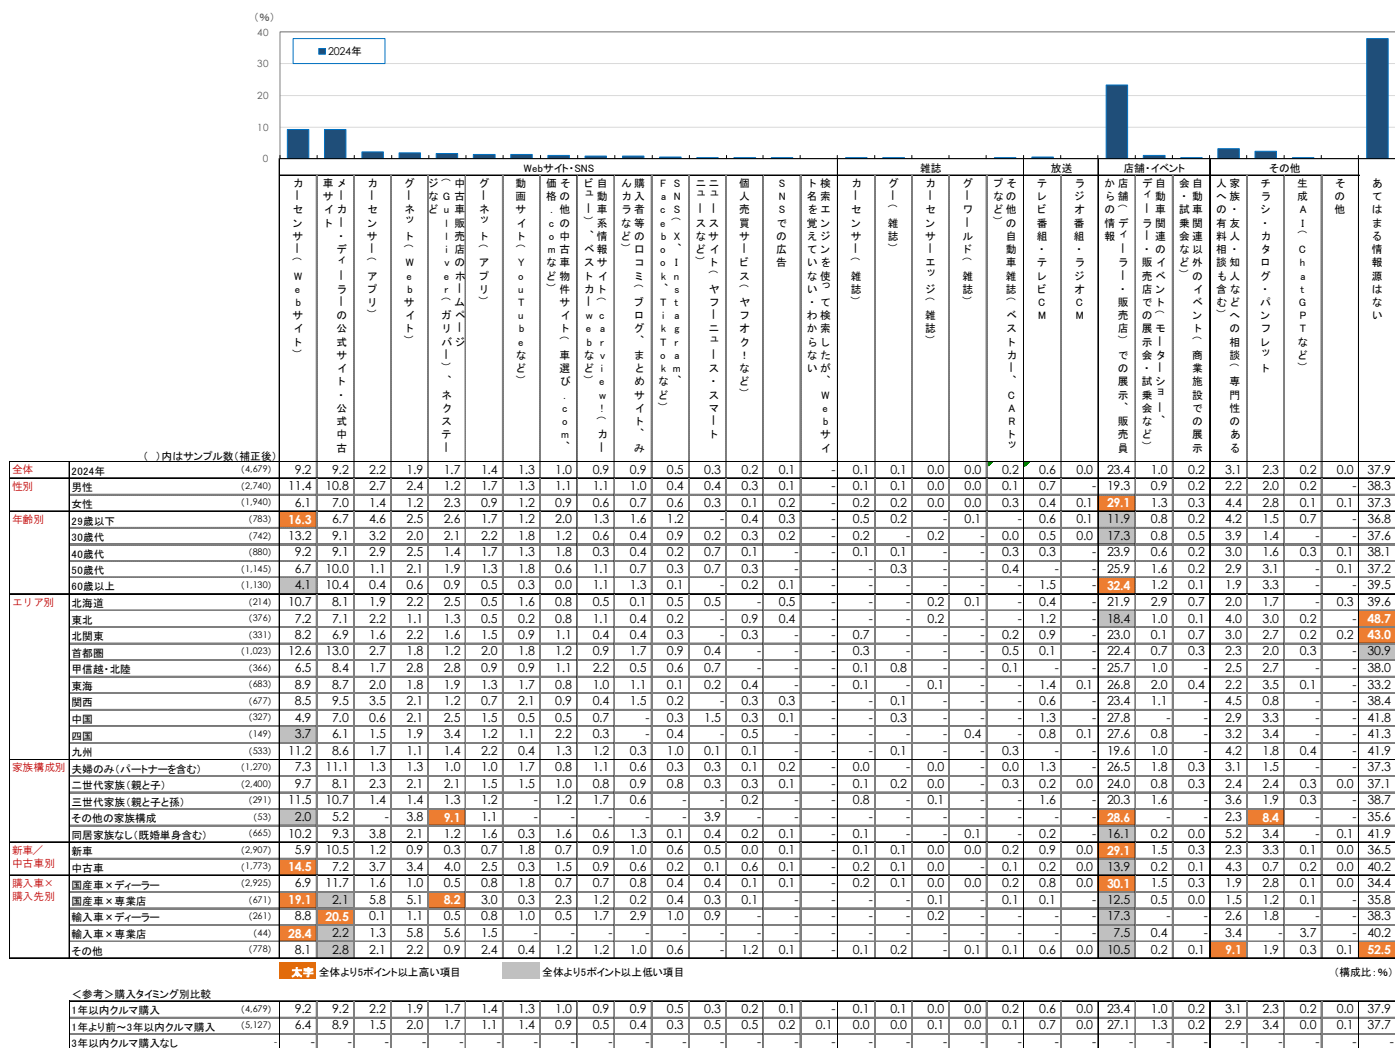 (%)
40
30
20
10
0
■2024年
Webサイト・SNS 雑誌 放送 店舗・イベント その他
カーセンサー(Webサイト)
メーカー・ディーラーの公式サイト・公式中古車サイト
カーセンサー(アプリ)
グーネット(Webサイト)
中古車販売店のホームページ(Gulliver(ガリバー)、ネクステージなど)
グーネット(アプリ)
動画サイト(YouTubeなど)
その他の中古車物件サイト(車選び.com、価格.comなど)
自動車系情報サイト(carview!(カービュー)、ベストカーwebなど)
購入者等の口コミ(ブログ、まとめサイト、みんカラなど)
SNS(X、Instagram、Facebook、TikTokなど)
ニュースサイト(ヤフーニュース・スマートニュースなど)
個人売買サービス(ヤフオク!など)
SNSでの広告
検索エンジンを使って検索したが、Webサイト名を覚えていない・わからない
カーセンサー(雑誌)
グー(雑誌)
カーセンサーエッジ(雑誌)
グーワールド(雑誌)
その他の自動車雑誌(ベストカー、CARトップなど)
テレビ番組・テレビCM
ラジオ番組・ラジオCM
店舗(ディーラー・販売店)での展示、販売員からの情報
自動車関連のイベント(モーターショー、ディーラー・販売店での展示会・試乗会など)
自動車関連以外のイベント(商業施設での展示会・試乗会など)
家族・友人・知人などへの相談(専門性のある人への有料相談も含む)
チラシ・カタログ・パンフレット
生成AI(ChatGPTなど)
その他
あてはまる情報源はない
( )内はサンプル数(補正後)
全体 2024年 (4,679) 9.2 9.2 2.2 1.9 1.7 1.4 1.3 1.0 0.9 0.9 0.5 0.3 0.2 0.1 - 0.1 0.1 0.0 0.0 0.2 0.6 0.0 23.4 1.0 0.2 3.1 2.3 0.2 0.0 37.9
性別 男性 (2,740) 11.4 10.8 2.7 2.4 1.2 1.7 1.3 1.1 1.1 1.0 0.4 0.4 0.3 0.1 - 0.1 0.1 0.0 0.0 0.1 0.7 - 19.3 0.9 0.2 2.2 2.0 0.2 - 38.3
女性 (1,940) 6.1 7.0 1.4 1.2 2.3 0.9 1.2 0.9 0.6 0.7 0.6 0.3 0.1 0.2 - 0.2 0.2 0.0 0.0 0.3 0.4 0.1 29.1 1.3 0.3 4.4 2.8 0.1 0.1 37.3
年齢別 29歳以下 (783) 16.3 6.7 4.6 2.5 2.6 1.7 1.2 2.0 1.3 1.6 1.2 - 0.4 0.3 - 0.5 0.2 - 0.1 - 0.6 0.1 11.9 0.8 0.2 4.2 1.5 0.7 - 36.8
30歳代 (742) 13.2 9.1 3.2 2.0 2.1 2.2 1.8 1.2 0.6 0.4 0.9 0.2 0.3 0.2 - 0.2 - 0.2 - 0.0 0.5 0.0 17.3 0.8 0.5 3.9 1.4 - - 37.6
40歳代 (880) 9.2 9.1 2.9 2.5 1.4 1.7 1.3 1.8 0.3 0.4 0.2 0.7 0.1 - - 0.1 0.1 - - 0.3 0.3 - 23.9 0.6 0.2 3.0 1.6 0.3 0.1 38.1
50歳代 (1,145) 6.7 10.0 1.1 2.1 1.9 1.3 1.8 0.6 1.1 0.7 0.3 0.7 0.3 - - - 0.3 - - 0.4 - - 25.9 1.6 0.2 2.9 3.1 - 0.1 37.2
60歳以上 (1,130) 4.1 10.4 0.4 0.6 0.9 0.5 0.3 0.0 1.1 1.3 0.1 - 0.2 0.1 - - - - - - 1.5 - 32.4 1.2 0.1 1.9 3.3 - - 39.5
エリア別 北海道 (214) 10.7 8.1 1.9 2.2 2.5 0.5 1.6 0.8 0.5 0.1 0.5 0.5 - 0.5 - - - 0.2 0.1 - 0.4 - 21.9 2.9 0.7 2.0 1.7 - 0.3 39.6
東北 (376) 7.2 7.1 2.2 1.1 1.3 0.5 0.2 0.8 1.1 0.4 0.2 - 0.9 0.4 - - - 0.2 - - 1.2 - 18.4 1.0 0.1 4.0 3.0 0.2 - 48.7
北関東 (331) 8.2 6.9 1.6 2.2 1.6 1.5 0.9 1.1 0.4 0.4 0.3 - 0.3 - - 0.7 - - - 0.2 0.9 - 23.0 0.1 0.7 3.0 2.7 0.2 0.2 43.0
首都圏 (1,023) 12.6 13.0 2.7 1.8 1.2 2.0 1.8 1.2 0.9 1.7 0.9 0.4 - - - 0.3 - - - 0.5 0.1 - 22.4 0.7 0.3 2.3 2.0 0.3 - 30.9
甲信越・北陸 (366) 6.5 8.4 1.7 2.8 2.8 0.9 0.9 1.1 2.2 0.5 0.6 0.7 - - - 0.1 0.8 - - 0.1 - - 25.7 1.0 - 2.5 2.7 - - 38.0
東海 (683) 8.9 8.7 2.0 1.8 1.9 1.3 1.7 0.8 1.0 1.1 0.1 0.2 0.4 - - 0.1 - 0.1 - - 1.4 0.1 26.8 2.0 0.4 2.2 3.5 0.1 - 33.2
関西 (677) 8.5 9.5 3.5 2.1 1.2 0.7 2.1 0.9 0.4 1.5 0.2 - 0.3 0.3 - - 0.1 - - - 0.6 - 23.4 1.1 - 4.5 0.8 - - 38.4
中国 (327) 4.9 7.0 0.6 2.1 2.5 1.5 0.5 0.5 0.7 - 0.3 1.5 0.3 0.1 - - 0.3 - - - 1.3 - 27.8 - - 2.9 3.3 - - 41.8
四国 (149) 3.7 6.1 1.5 1.9 3.4 1.2 1.1 2.2 0.3 - 0.4 - 0.5 - - - - - 0.4 - 0.8 0.1 27.6 0.8 - 3.2 3.4 - - 41.3
九州 (533) 11.2 8.6 1.7 1.1 1.4 2.2 0.4 1.3 1.2 0.3 1.0 0.1 0.1 - - - 0.1 - - 0.3 - - 19.6 1.0 - 4.2 1.8 0.4 - 41.9
家族構成別 夫婦のみ(パートナーを含む) (1,270) 7.3 11.1 1.3 1.3 1.0 1.0 1.7 0.8 1.1 0.6 0.3 0.3 0.1 0.2 - 0.0 - 0.0 - 0.0 1.3 - 26.5 1.8 0.3 3.1 1.5 - - 37.3
二世代家族(親と子) (2,400) 9.7 8.1 2.3 2.1 2.1 1.5 1.5 1.0 0.8 0.9 0.8 0.3 0.3 0.1 - 0.1 0.2 0.0 - 0.3 0.2 0.0 24.0 0.8 0.3 2.4 2.4 0.3 0.0 37.1
三世代家族(親と子と孫) (291) 11.5 10.7 1.4 1.4 1.3 1.2 - 1.2 1.7 0.6 - - 0.2 - - 0.8 - 0.1 - - 1.6 - 20.3 1.6 - 3.6 1.9 0.3 - 38.7
その他の家族構成 (53) 2.0 5.2 - 3.8 9.1 1.1 - - - - - 3.9 - - - - - - - - - - 28.6 - - 2.3 8.4 - - 35.6
同居家族なし(既婚単身含む) (665) 10.2 9.3 3.8 2.1 1.2 1.6 0.3 1.6 0.6 1.3 0.1 0.4 0.2 0.1 - 0.1 - - 0.1 - 0.2 - 16.1 0.2 0.0 5.2 3.4 - 0.1 41.9
新車/中古車別 新車 (2,907) 5.9 10.5 1.2 0.9 0.3 0.7 1.8 0.7 0.9 1.0 0.6 0.5 0.0 0.1 - 0.0 0.1 0.0 0.0 0.2 0.9 0.0 29.1 1.5 0.2 2.3 3.3 0.1 0.0 36.5
中古車 (1,773) 14.5 7.2 3.7 3.4 4.0 2.5 0.3 1.5 0.9 0.6 0.2 0.1 0.6 0.1 - 0.2 0.1 0.0 - 0.1 0.2 0.0 13.9 0.2 0.1 4.3 0.7 0.2 0.0 40.2
購入車×購入先別 国産車×ディーラー (2,925) 6.9 11.7 1.6 1.0 0.5 0.8 1.8 0.7 0.7 0.8 0.4 0.4 0.1 0.1 - 0.2 0.1 0.0 0.0 0.2 0.8 0.0 30.1 1.5 0.3 1.9 2.8 0.1 0.0 34.4
国産車×専業店 (671) 19.1 2.1 5.8 5.1 8.2 3.0 0.3 2.3 1.2 0.2 0.4 0.3 0.1 - - - - 0.1 - 0.1 0.1 - 12.5 0.5 0.0 1.5 1.2 0.1 - 35.8
輸入車×ディーラー (261) 8.8 20.5 0.1 1.1 0.5 0.8 1.0 0.5 1.7 2.9 1.0 0.9 - - - - - 0.2 - - - - 17.3 - - 2.6 1.8 - - 38.3
輸入車×専業店 (44) 28.4 2.2 1.3 5.8 5.6 1.5 - - - - - - - - - - - - - - - - 7.5 0.4 - 3.4 - 3.7 - 40.2
その他 (778) 8.1 2.8 2.1 2.2 0.9 2.4 0.4 1.2 1.2 1.0 0.6 - 1.2 0.1 - 0.1 0.2 - 0.1 0.1 0.6 0.0 10.5 0.2 0.1 9.1 1.9 0.3 0.1 52.5
太字 全体より5ポイント以上高い項目 全体より5ポイント以上低い項目 (構成比:%)
<参考>購入タイミング別比較
1年以内クルマ購入 (4,679) 9.2 9.2 2.2 1.9 1.7 1.4 1.3 1.0 0.9 0.9 0.5 0.3 0.2 0.1 - 0.1 0.1 0.0 0.0 0.2 0.6 0.0 23.4 1.0 0.2 3.1 2.3 0.2 0.0 37.9
1年より前~3年以内クルマ購入 (5,127) 6.4 8.9 1.5 2.0 1.7 1.1 1.4 0.9 0.5 0.4 0.3 0.5 0.5 0.2 0.1 0.0 0.0 0.1 0.0 0.1 0.7 0.0 27.1 1.3 0.2 2.9 3.4 0.0 0.1 37.7
3年以内クルマ購入なし - - - - - - - - - - - - - - - - - - - - - - - - - - - - - - -